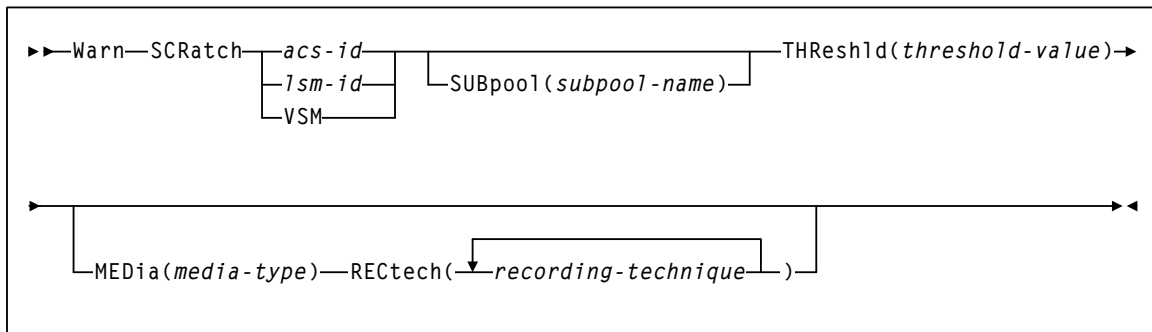 Warn SCRatch acs-id SUBpool(subpool-name) THReshld(threshold-value)
lsm-id
VSM
MEDia(media-type) RECtech( recording-technique )